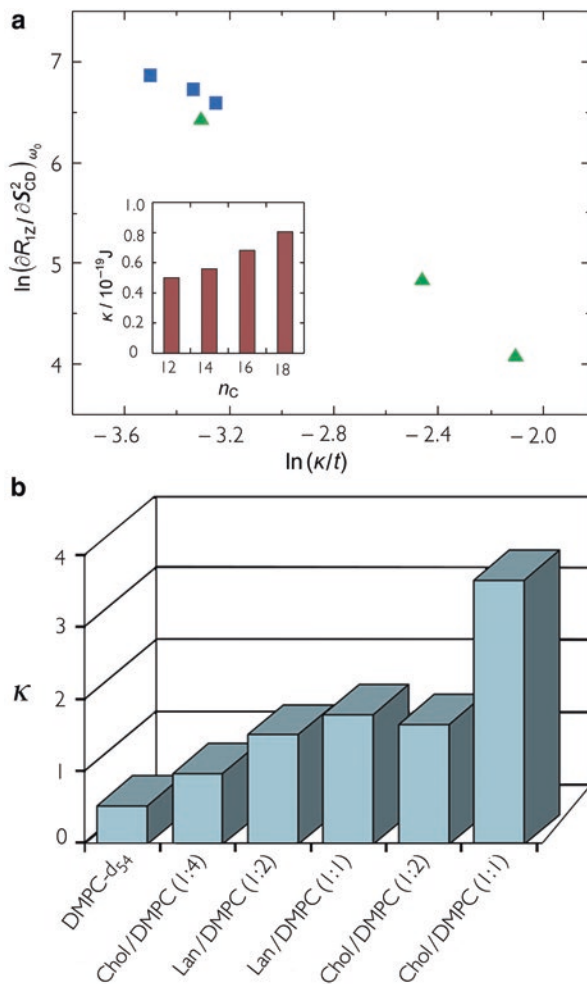 a
ln(∂R₁Z/∂S²CD)ω₀
7
6
5
4
κ / 10⁻¹⁹J
1.0
0.8
0.6
0.4
0.2
0
12 14 16 18
nC
−3.6 −3.2 −2.8 −2.4 −2.0
ln(κ/t)
b
κ
4
3
2
1
0
DMPC-d₅₄
Chol/DMPC (1:4)
Lan/DMPC (1:2)
Lan/DMPC (1:1)
Chol/DMPC (1:2)
Chol/DMPC (1:1)